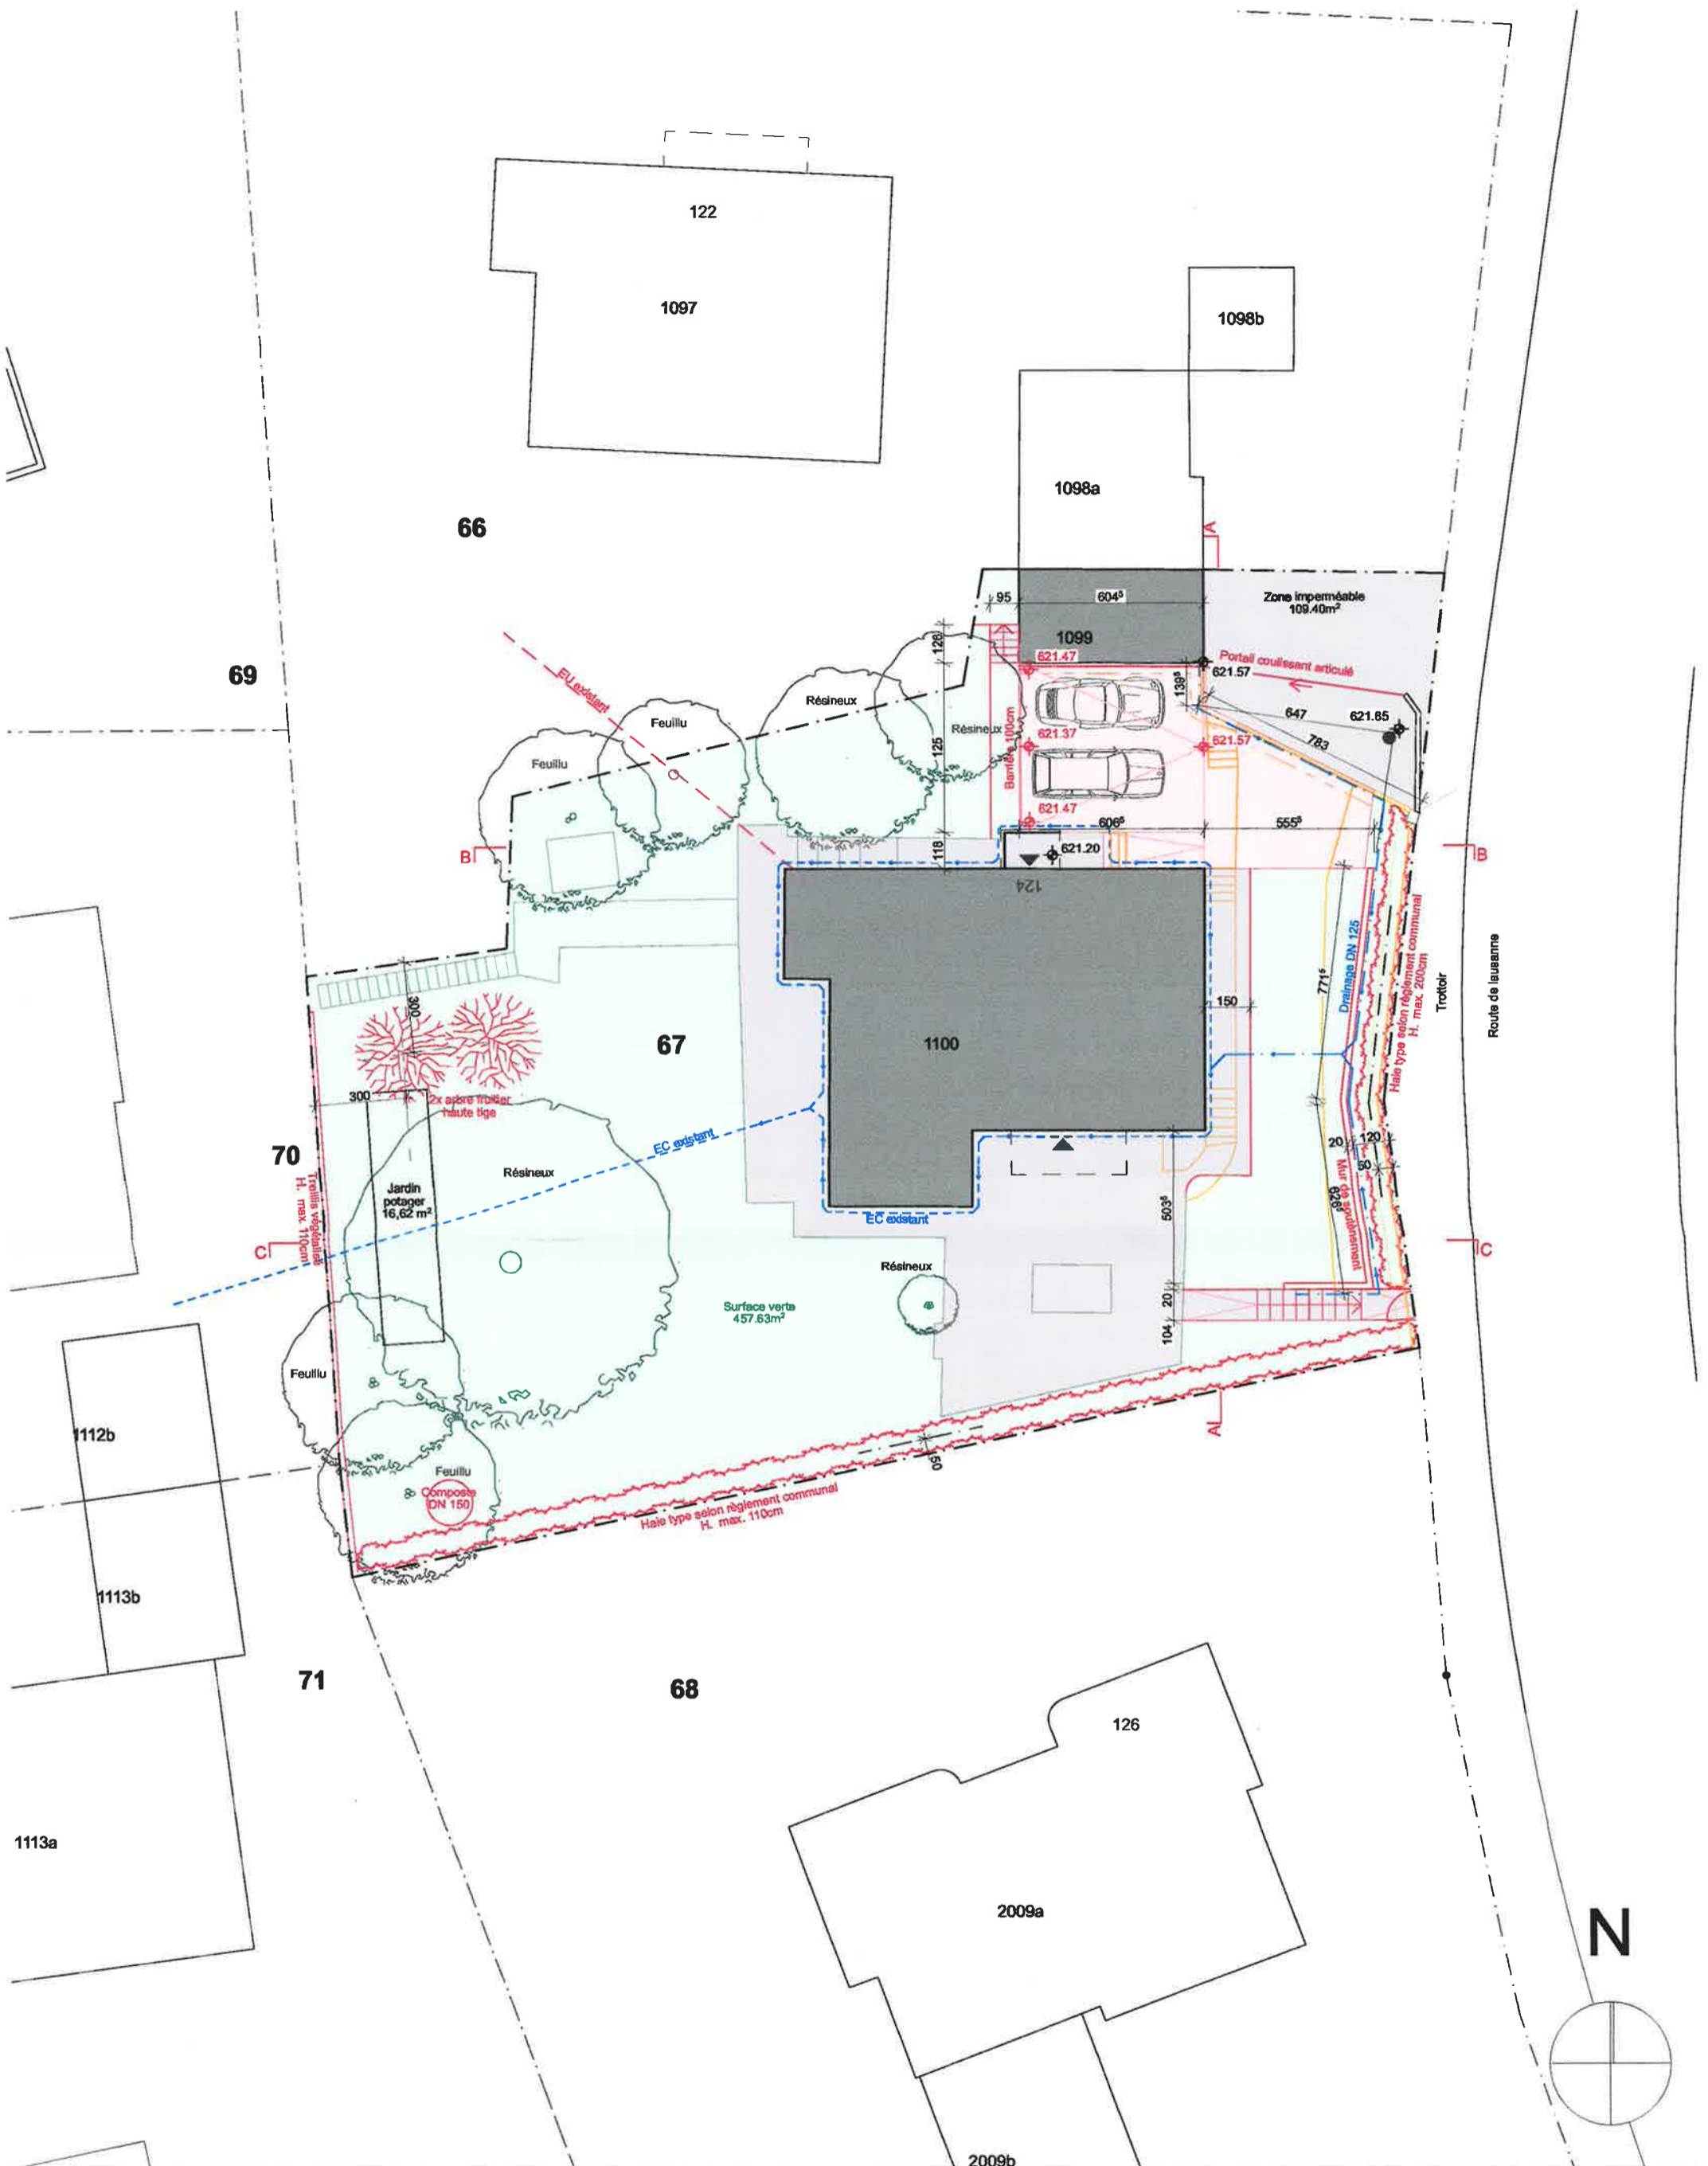 122
1097
1098b
1098a
66
A
95
604⁵
Zone imperméable
109.40m²
1099
126
621.47
Portail coulissant articulé
621.57
139⁵
69
EU existant
Résineux
Feuillu
Résineux
Barrière 100cm
125
621.37
621.57
647
621.85
783
Feuillu
621.47
606⁵
555⁵
B
118
621.20
B
124
Haie type selon règlement communal
H. max. 200cm
Drainage DN 125
771⁵
Trottoir
Route de lausanne
300
150
67
1100
300
2x arbre fruitier
haute tige
EC existant
20
120
50
70
Résineux
Jardin
potager
16,62 m²
Treillis végétalisé
H. max. 110cm
Mur de soutènement
626⁵
503⁵
EC existant
C
C
Résineux
Surface verte
457.63m²
20
104
Feuillu
A
1112b
50
Feuillu
Composte
DN 150
Haie type selon règlement communal
H. max. 110cm
1113b
71
68
126
1113a
2009a
N
2009b